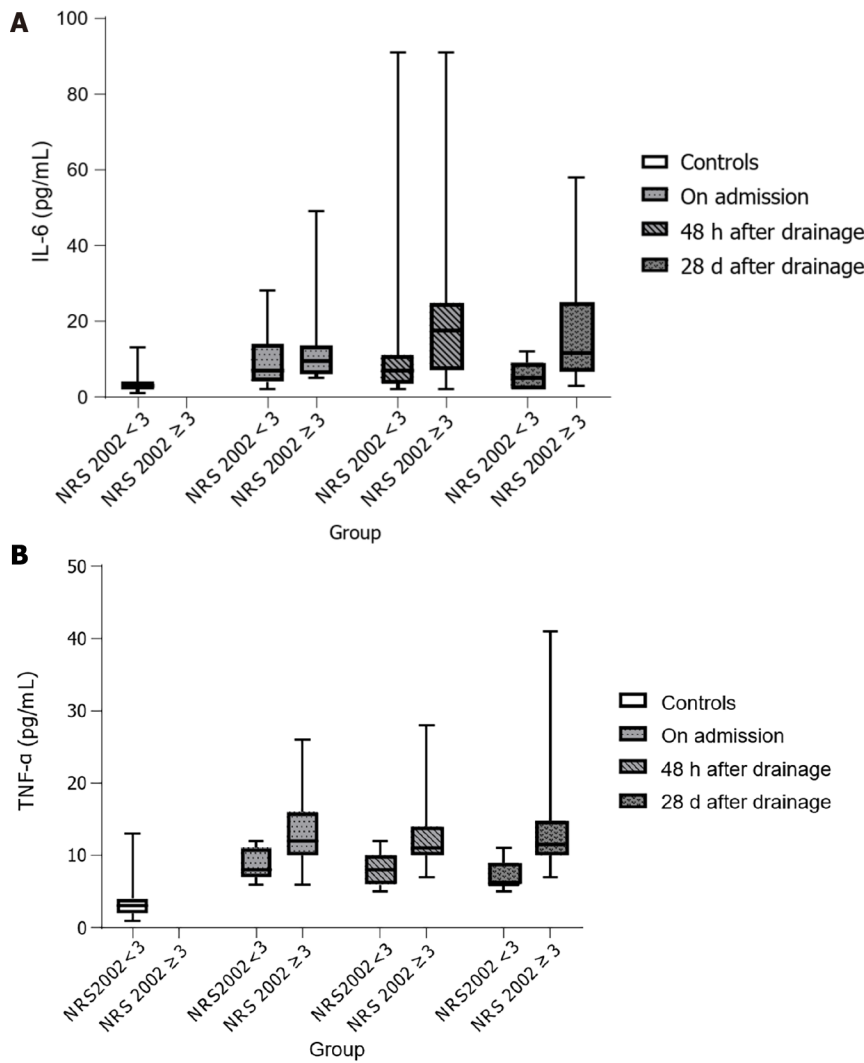 A
100
80
60
40
20
0
IL-6 (pg/mL)
NRS 2002 <3
NRS 2002 ≥3
NRS 2002 <3
NRS 2002 ≥3
NRS 2002 <3
NRS 2002 ≥3
NRS 2002 <3
NRS 2002 ≥3
Group
Controls
On admission
48 h after drainage
28 d after drainage
B
50
40
30
20
10
0
TNF-α (pg/mL)
NRS2002<3
NRS 2002 ≥3
NRS2002<3
NRS 2002 ≥3
NRS2002<3
NRS 2002 ≥3
NRS2002<3
NRS 2002 ≥3
Group
Controls
On admission
48 h after drainage
28 d after drainage